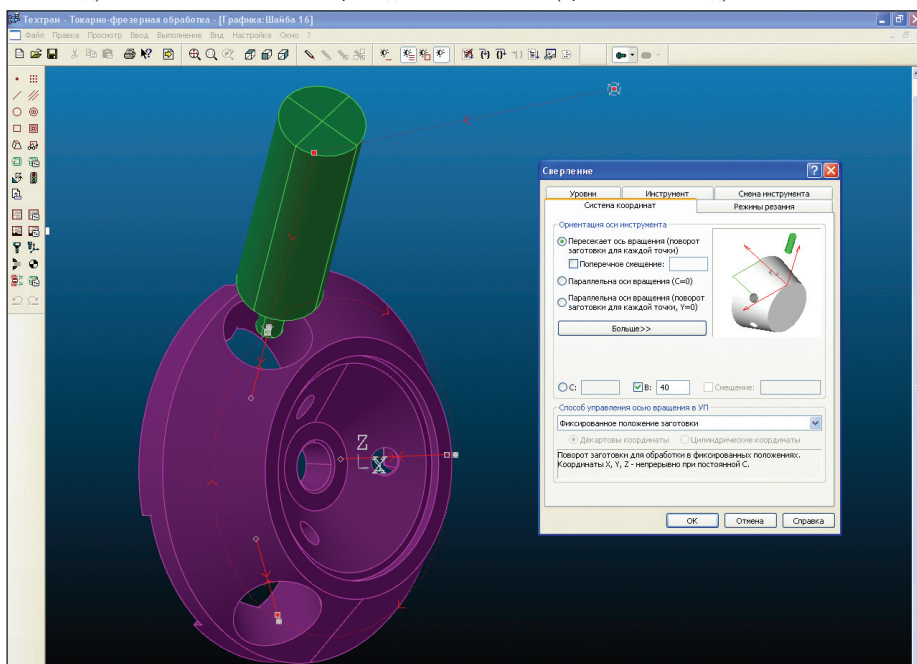 Техтран - Токарно-фрезерная обработка - [Графика:Шайба 16]
Файл Правка Просмотр Ввод Выполнение Вид Настройка Окно ?
Z
X
Сверление
Уровни Инструмент Смена инструмента
Система координат Режимы резания
Ориентация оси инструмента
Пересекает ось вращения (поворот
заготовки для каждой точки)
Поперечное смещение:
Параллельна оси вращения (C=0)
Параллельна оси вращения (поворот
заготовки для каждой точки, Y=0)
Больше>>
C: B: 40 Смещение:
Способ управления осью вращения в УП
Фиксированное положение заготовки
Декартовы координаты Цилиндрические координаты
Поворот заготовки для обработки в фиксированных положениях.
Координаты X, Y, Z - непрерывно при постоянной C.
OK Отмена Справка